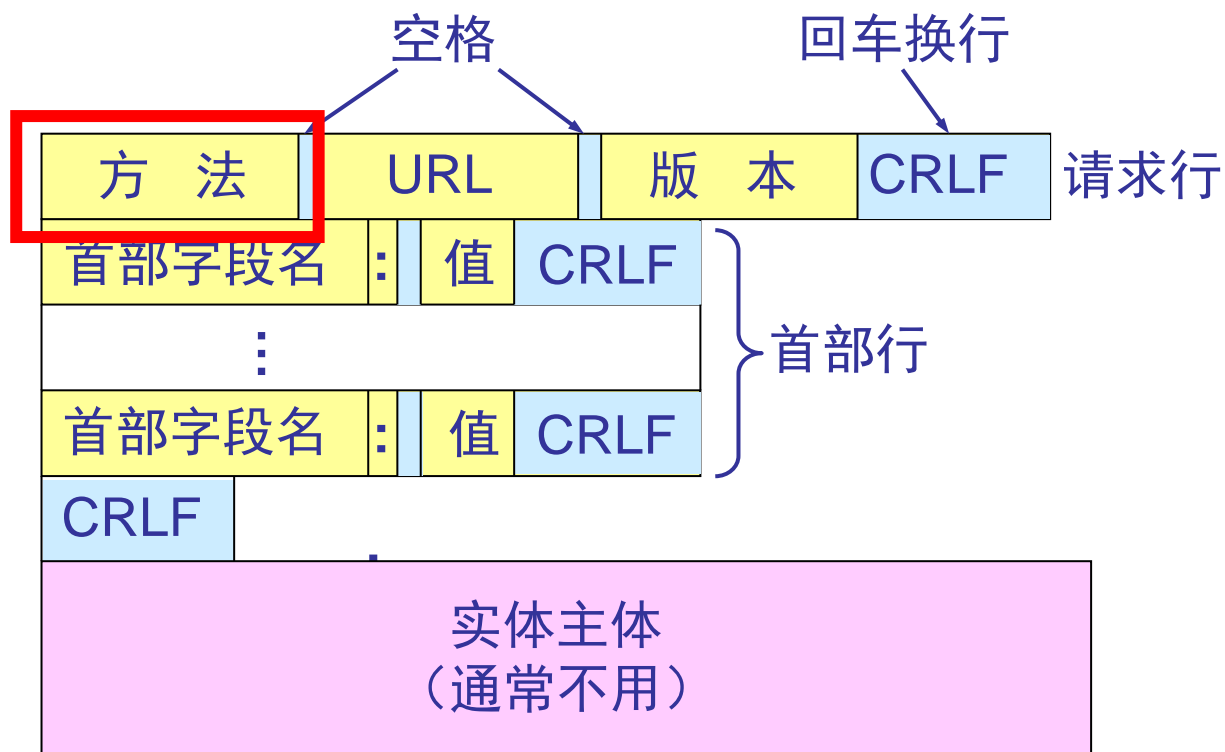 空格 回车换行
方 法 URL 版 本 CRLF 请求行
首部字段名 : 值 CRLF
⋮ 首部行
首部字段名 : 值 CRLF
CRLF
实体主体
（通常不用）